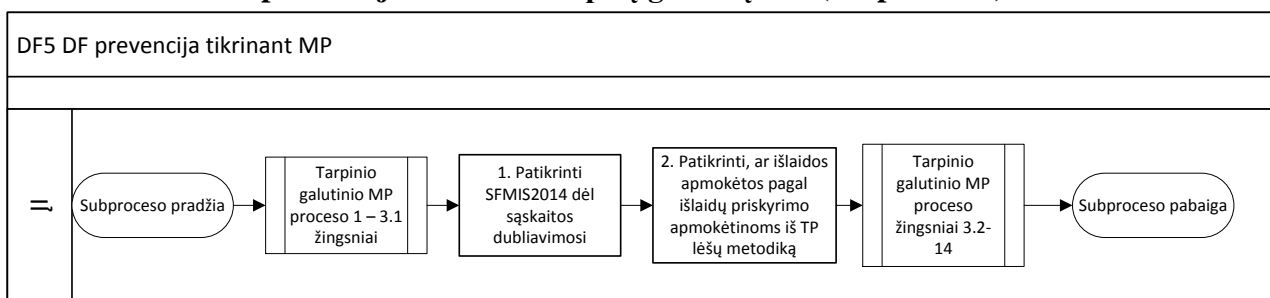 DF5 DF prevencija tikrinant MP
Subproceso pradžia
Tarpinio
galutinio MP
proceso 1 – 3.1
žingsniai
1. Patikrinti
SFMIS2014 dėl
sąskaitos
dubliavimosi
2. Patikrinti, ar išlaidos
apmokėtos pagal
išlaidų priskyrimo
apmokėtinoms iš TP
lėšų metodiką
Tarpinio
galutinio MP
proceso
žingsniai 3.2-
14
Subproceso pabaiga